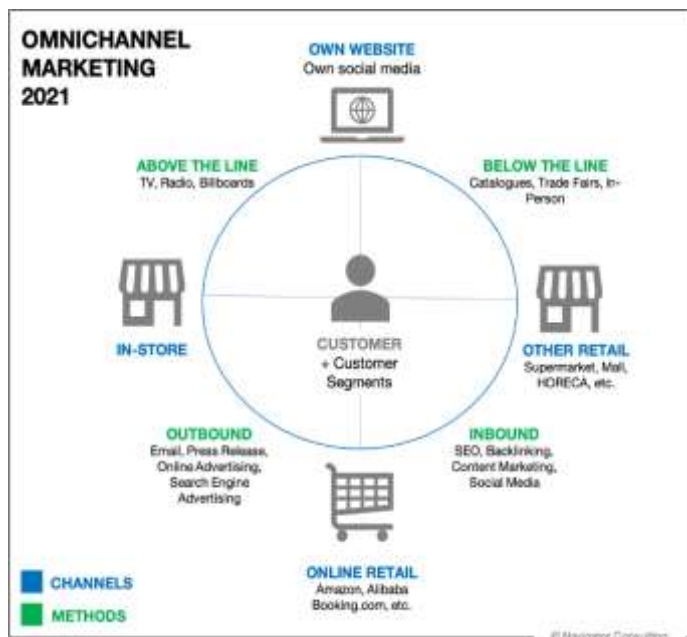 OMNICHANNEL
MARKETING
2021
OWN WEBSITE
Own social media
ABOVE THE LINE
TV, Radio, Billboards
BELOW THE LINE
Catalogues, Trade Fairs, In-
Person
IN-STORE
CUSTOMER
+ Customer
Segments
OTHER RETAIL
Supermarket, Mall,
HORECA, etc.
OUTBOUND
Email, Press Release,
Online Advertising,
Search Engine
Advertising
INBOUND
SEO, Backlinking,
Content Marketing,
Social Media
ONLINE RETAIL
Amazon, Alibaba
Booking.com, etc.
CHANNELS
METHODS
© Navigator Consulting